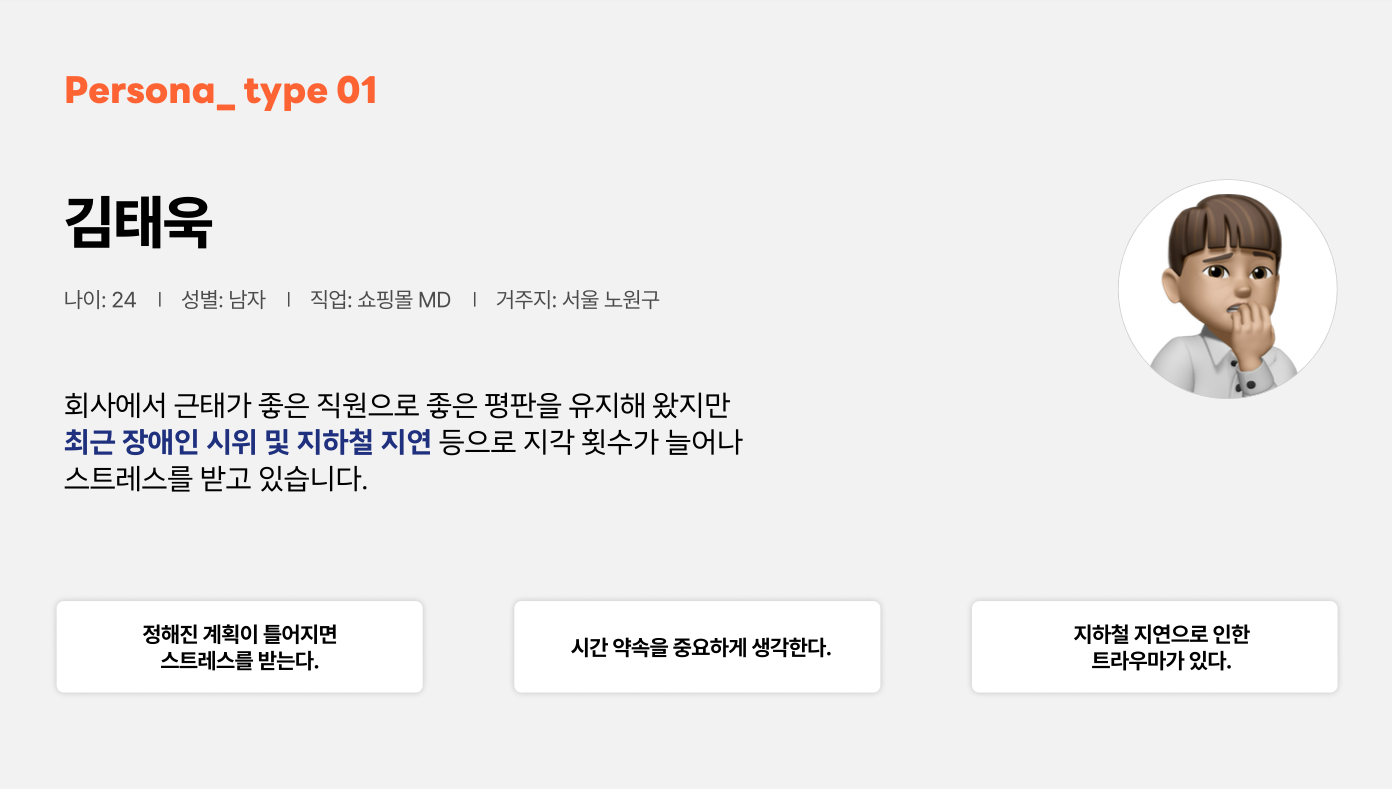 Persona_ type 01
김태욱
나이: 24 | 성별: 남자 | 직업: 쇼핑몰 MD | 거주지: 서울 노원구
회사에서 근태가 좋은 직원으로 좋은 평판을 유지해 왔지만
최근 장애인 시위 및 지하철 지연 등으로 지각 횟수가 늘어나
스트레스를 받고 있습니다.
정해진 계획이 틀어지면
스트레스를 받는다.
시간 약속을 중요하게 생각한다.
지하철 지연으로 인한
트라우마가 있다.